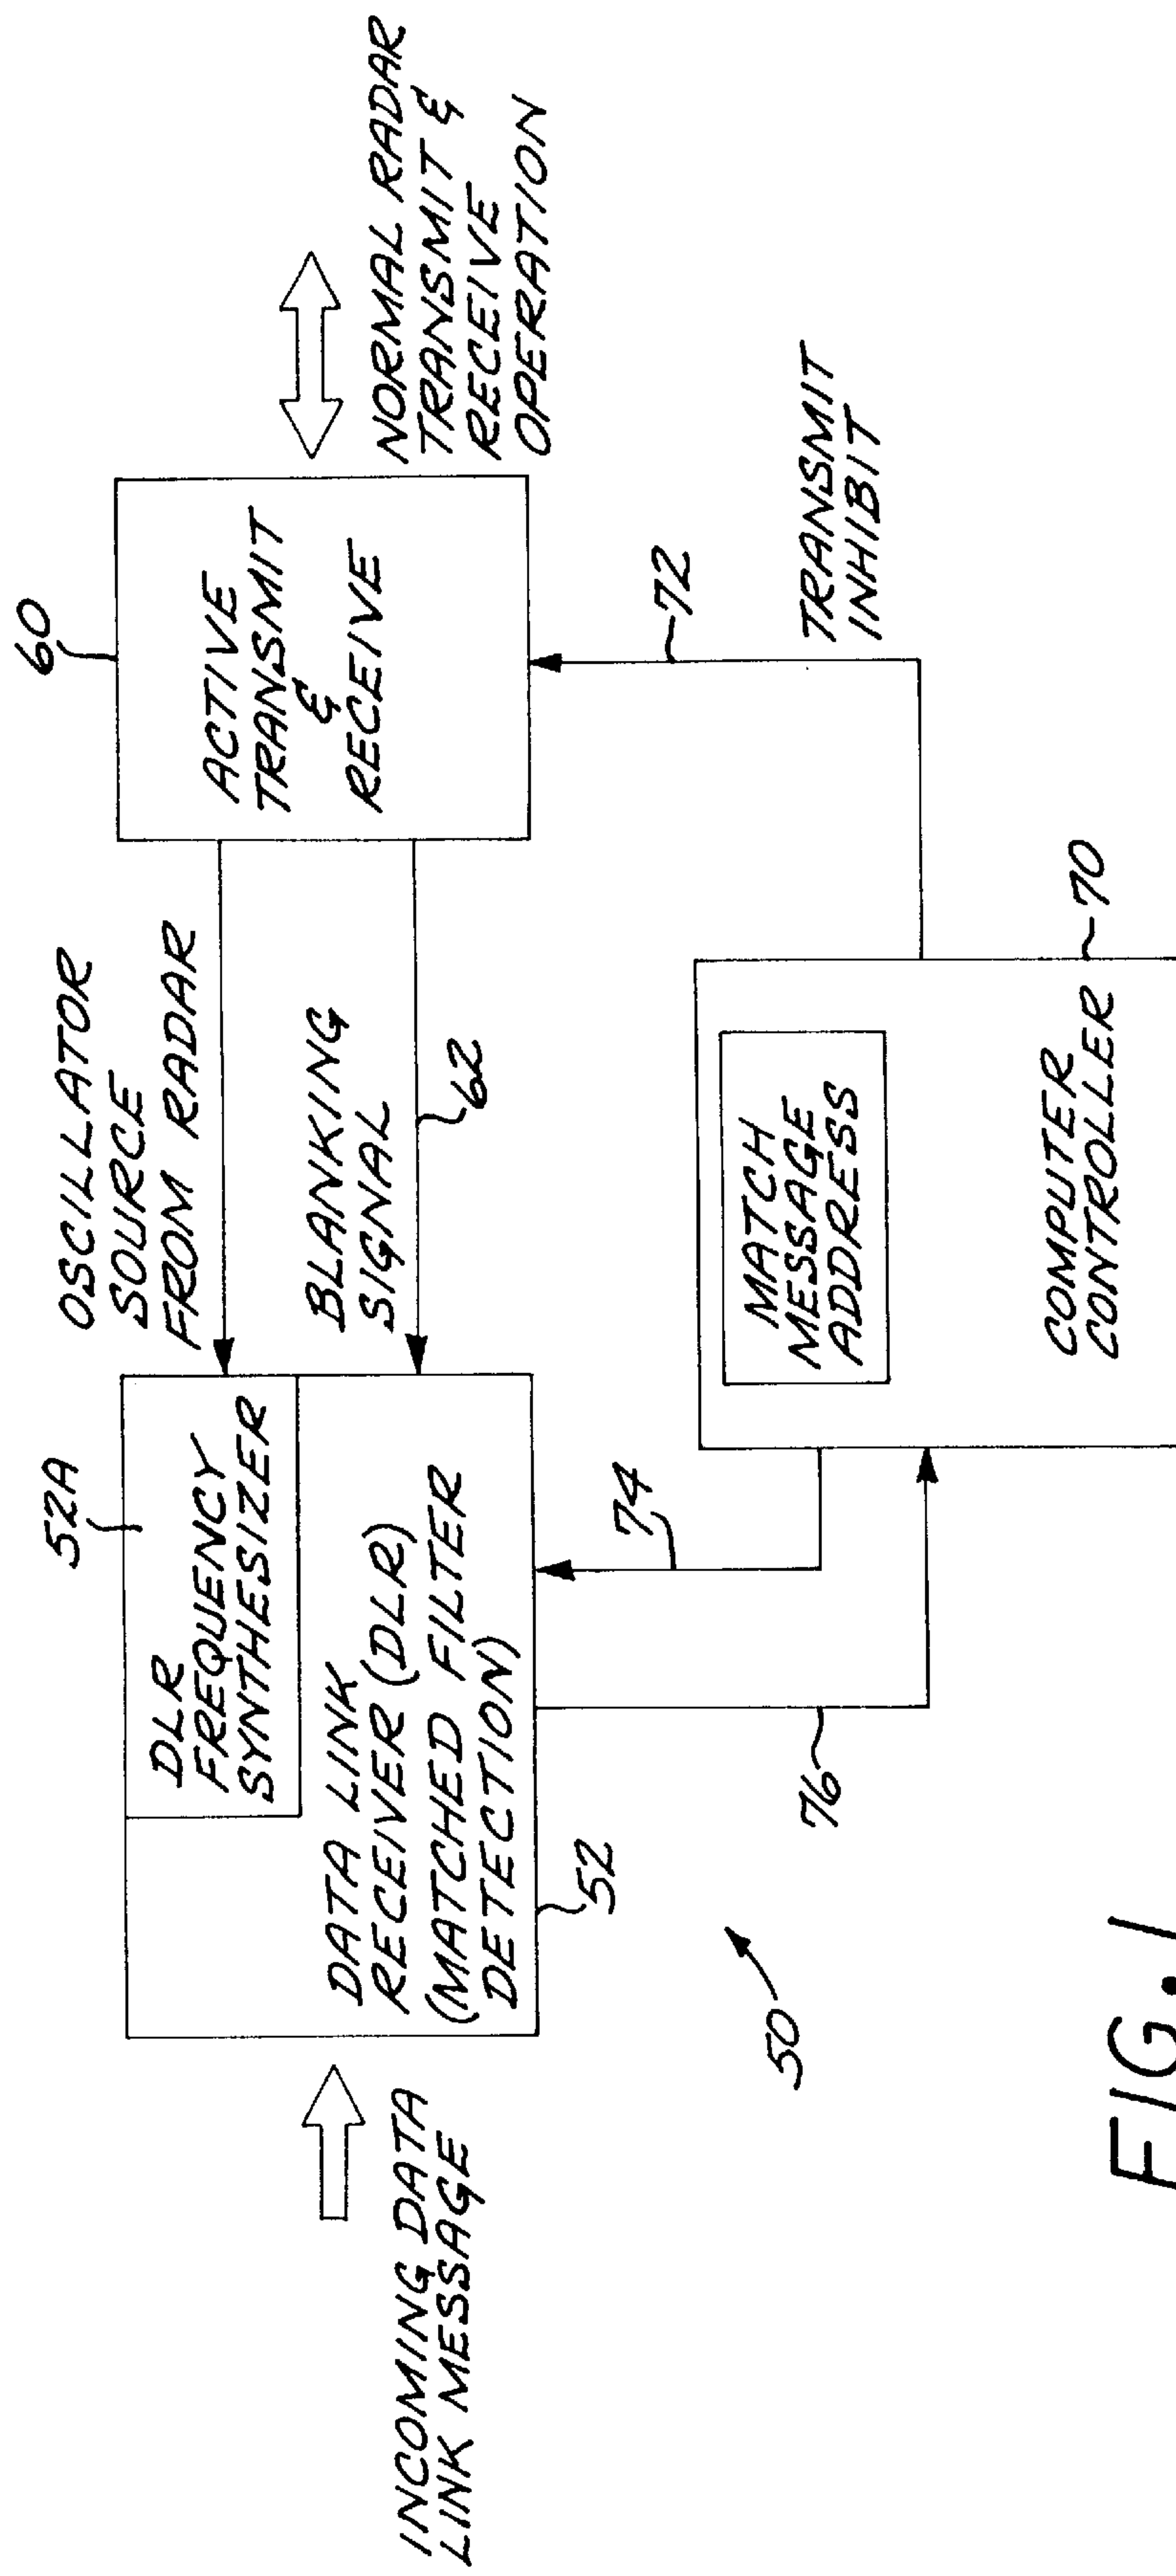 52A
DLR
FREQUENCY
SYNTHESIZER
DATA LINK
RECEIVER (DLR)
(MATCHED FILTER
DETECTION)
52
INCOMING DATA
LINK MESSAGE
OSCILLATOR
SOURCE
FROM RADAR
BLANKING
SIGNAL
62
60
ACTIVE
TRANSMIT
&
RECEIVE
NORMAL RADAR
TRANSMIT &
RECEIVE
OPERATION
72
TRANSMIT
INHIBIT
74
76
MATCH
MESSAGE
ADDRESS
COMPUTER
CONTROLLER
70
50
FIG. 1